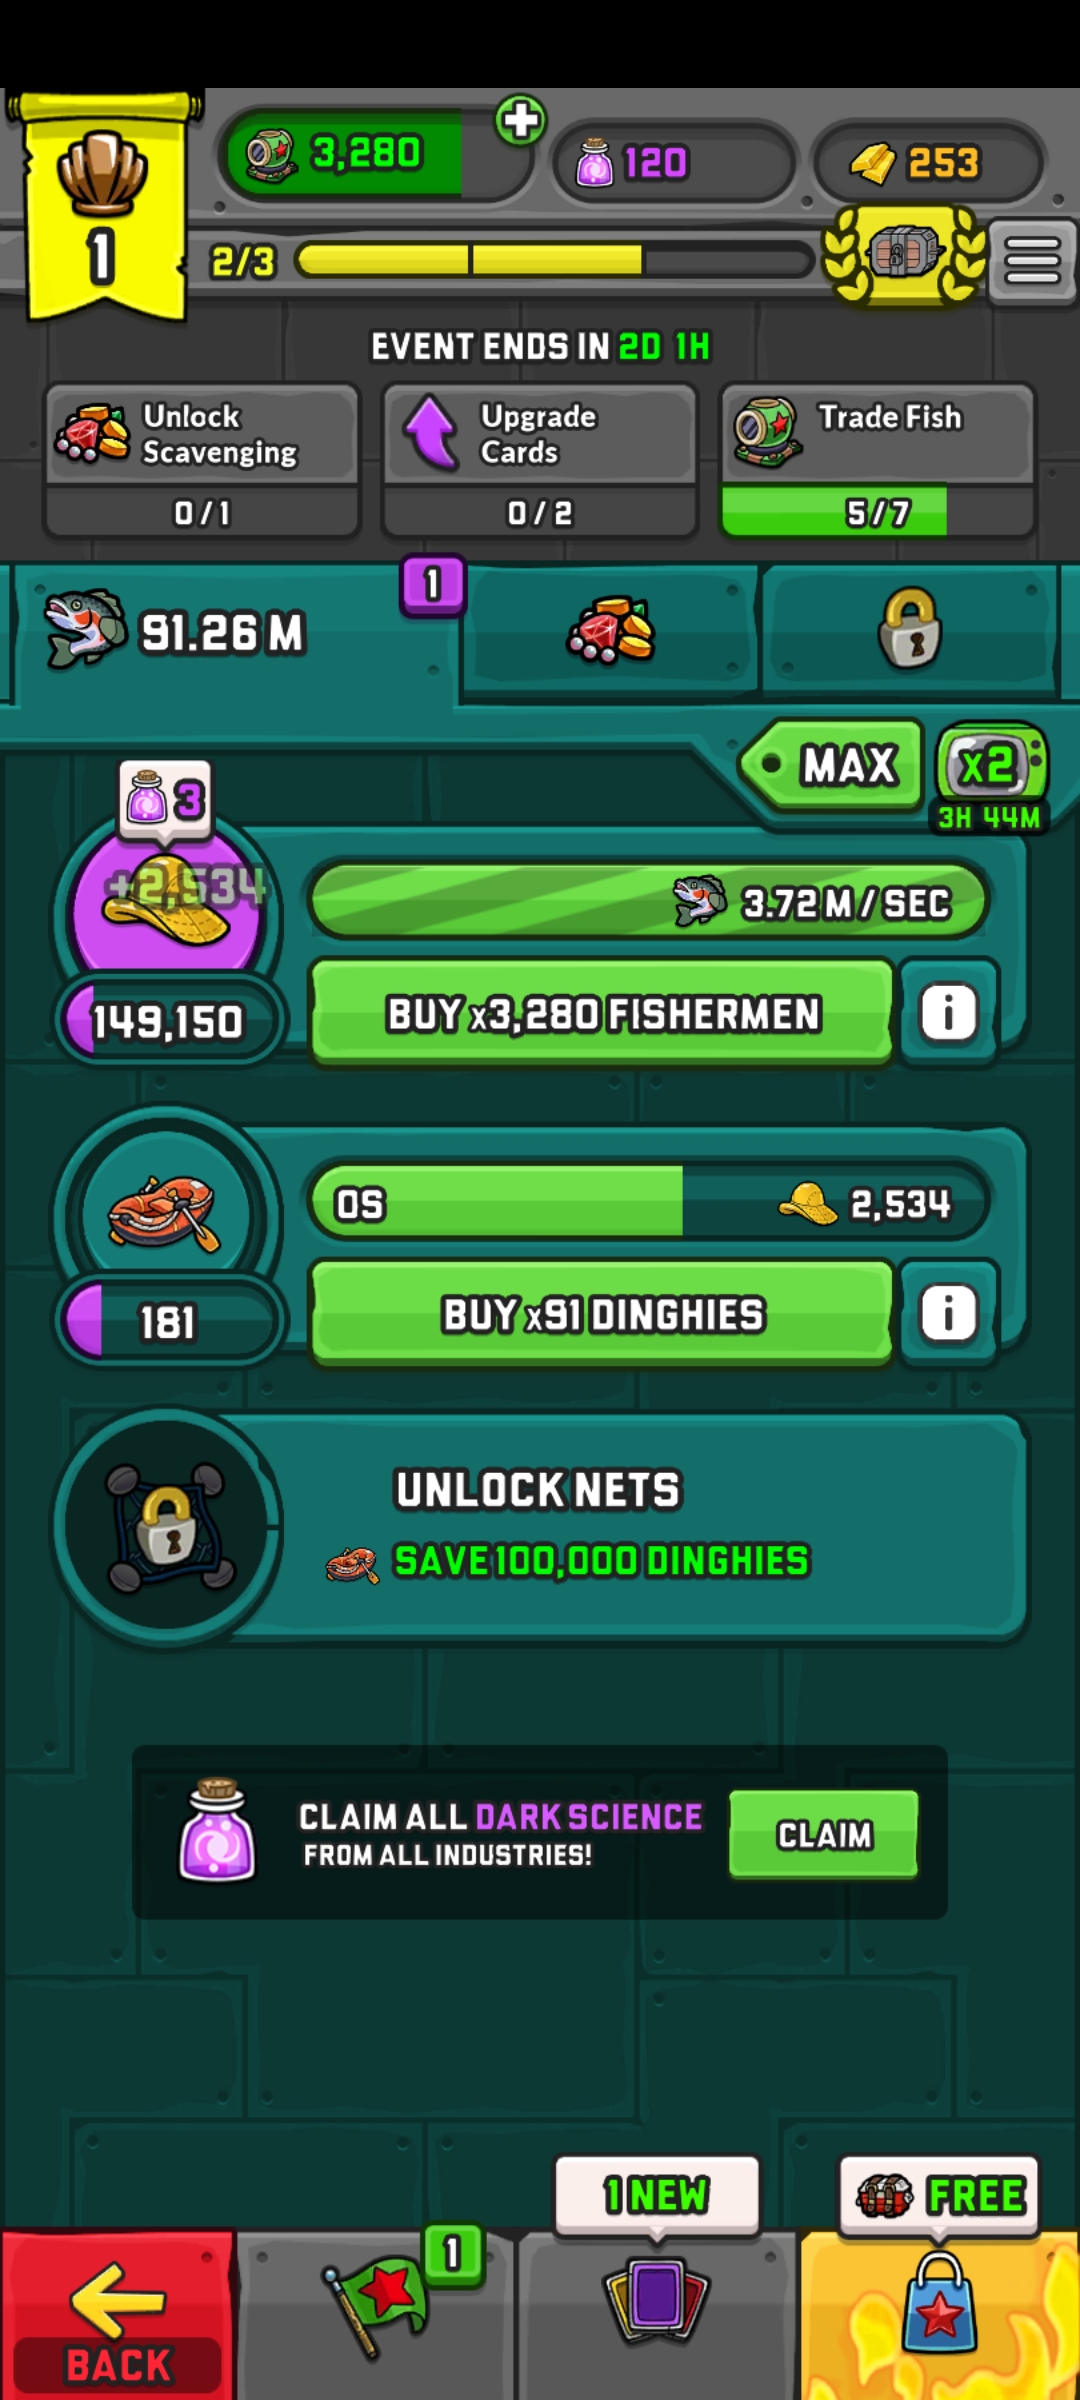 3,280
120
253
1
2/3
EVENT ENDS IN 2D 1H
Unlock
Scavenging
0/1
Upgrade
Cards
0/2
Trade Fish
5/7
91.26 M
1
MAX
x2
3H 44M
3
+2,534
3.72 M / SEC
149,150
BUY x3,280 FISHERMEN
i
0S
2,534
181
BUY x91 DINGHIES
i
UNLOCK NETS
SAVE 100,000 DINGHIES
CLAIM ALL DARK SCIENCE
FROM ALL INDUSTRIES!
CLAIM
1 NEW
FREE
1
BACK